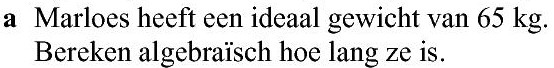 a Marloes heeft een ideaal gewicht van 65 kg.
Bereken algebraïsch hoe lang ze is.